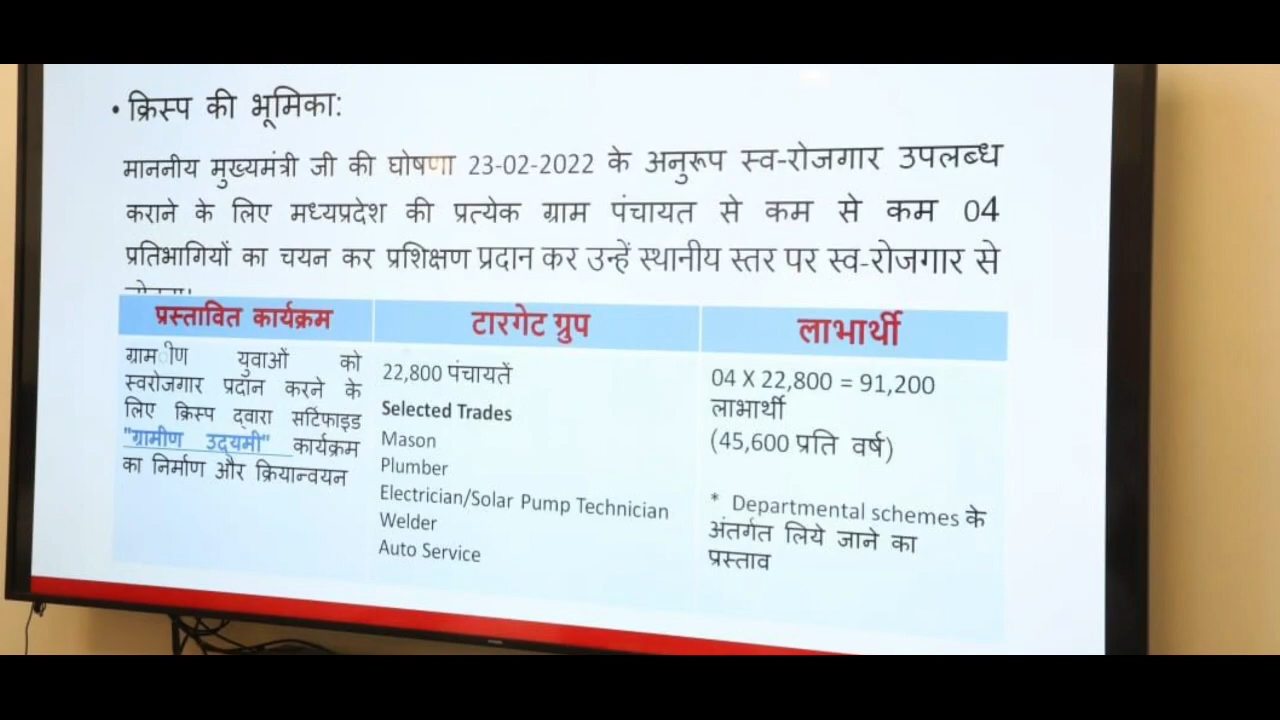 • क्रिस्प की भूमिका:
माननीय मुख्यमंत्री जी की घोषणा 23-02-2022 के अनुरूप स्व-रोजगार उपलब्ध
कराने के लिए मध्यप्रदेश की प्रत्येक ग्राम पंचायत से कम से कम 04
प्रतिभागियों का चयन कर प्रशिक्षण प्रदान कर उन्हें स्थानीय स्तर पर स्व-रोजगार से
प्रस्तावित कार्यक्रम
ग्रामीण युवाओं को
स्वरोजगार प्रदान करने के
लिए क्रिस्प द्वारा सर्टिफाइड
"ग्रामीण उद्यमी" कार्यक्रम
का निर्माण और क्रियान्वयन
टारगेट ग्रुप
22,800 पंचायतें
Selected Trades
Mason
Plumber
Electrician/Solar Pump Technician
Welder
Auto Service
लाभार्थी
04 X 22,800 = 91,200
लाभार्थी
(45,600 प्रति वर्ष)
* Departmental schemes के
अंतर्गत लिये जाने का
प्रस्ताव